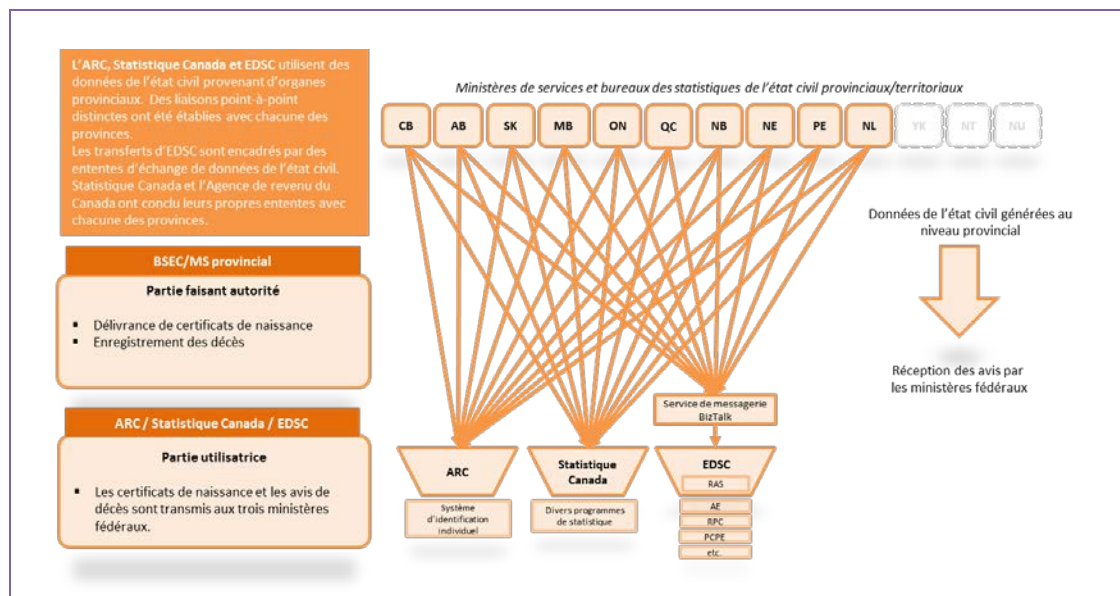 L'ARC, Statistique Canada et EDSC utilisent des
données de l'état civil provenant d'organes
provinciaux. Des liaisons point-à-point
distinctes ont été établies avec chacune des
provinces.
Les transferts d'EDSC sont encadrés par des
ententes d'échange de données de l'état civil.
Statistique Canada et l'Agence de revenu du
Canada ont conclu leurs propres ententes avec
chacune des provinces.
BSEC/MS provincial
Partie faisant autorité
▪ Délivrance de certificats de naissance
▪ Enregistrement des décès
ARC / Statistique Canada / EDSC
Partie utilisatrice
▪ Les certificats de naissance et les avis de
décès sont transmis aux trois ministères
fédéraux.
Ministères de services et bureaux des statistiques de l'état civil provinciaux/territoriaux
CB AB SK MB ON QC NB NE PE NL YK NT NU
Données de l'état civil générées au
niveau provincial
Réception des avis par
les ministères fédéraux
Service de messagerie
BizTalk
ARC
Système
d'identification
individuel
Statistique
Canada
Divers programmes
de statistique
EDSC
RAS
AE
RPC
PCPE
etc.